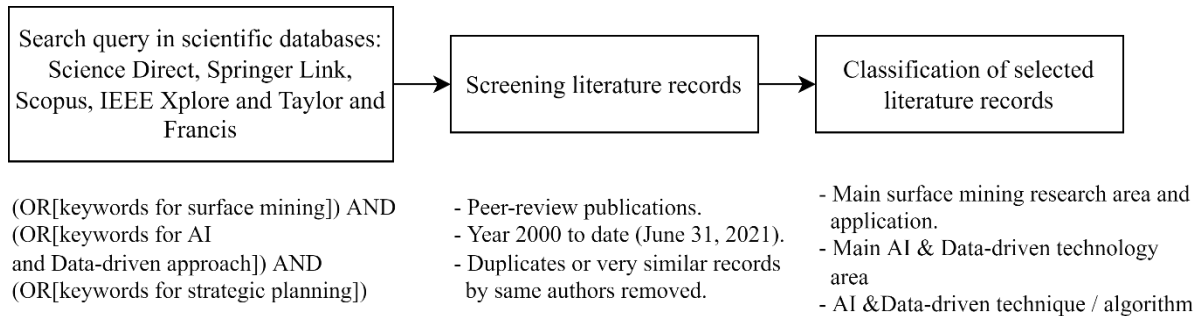 Search query in scientific databases:
Science Direct, Springer Link,
Scopus, IEEE Xplore and Taylor and
Francis
Screening literature records
Classification of selected
literature records
(OR[keywords for surface mining]) AND
(OR[keywords for AI
and Data-driven approach]) AND
(OR[keywords for strategic planning])
- Peer-review publications.
- Year 2000 to date (June 31, 2021).
- Duplicates or very similar records
by same authors removed.
- Main surface mining research area and
application.
- Main AI & Data-driven technology
area
- AI &Data-driven technique / algorithm